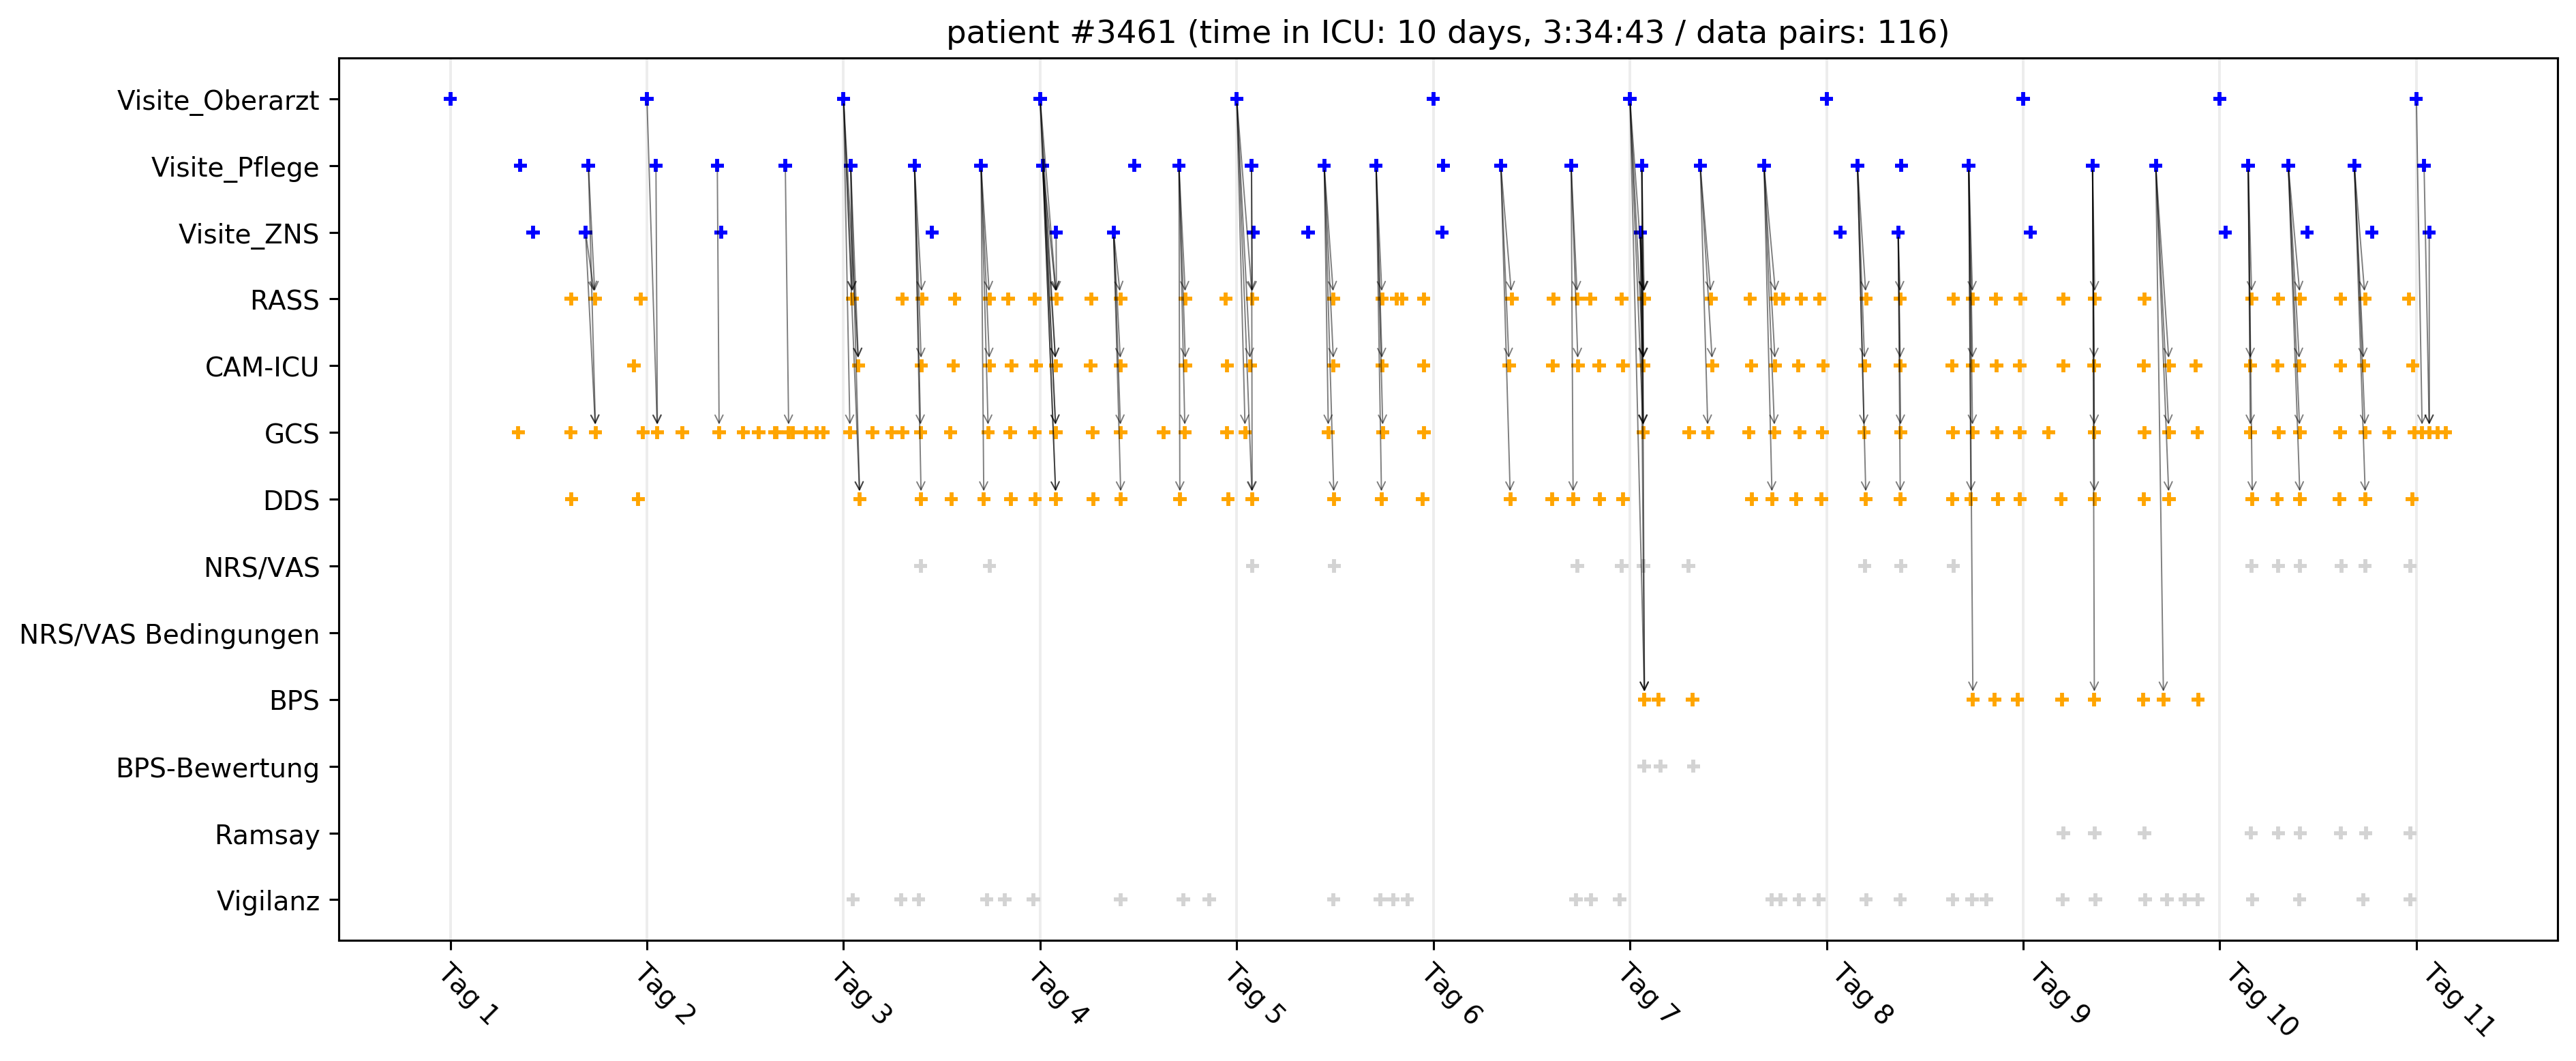 patient #3461 (time in ICU: 10 days, 3:34:43 / data pairs: 116)
Visite_Oberarzt
Visite_Pflege
Visite_ZNS
RASS
CAM-ICU
GCS
DDS
NRS/VAS
NRS/VAS Bedingungen
BPS
BPS-Bewertung
Ramsay
Vigilanz
Tag 1
Tag 2
Tag 3
Tag 4
Tag 5
Tag 6
Tag 7
Tag 8
Tag 9
Tag 10
Tag 11